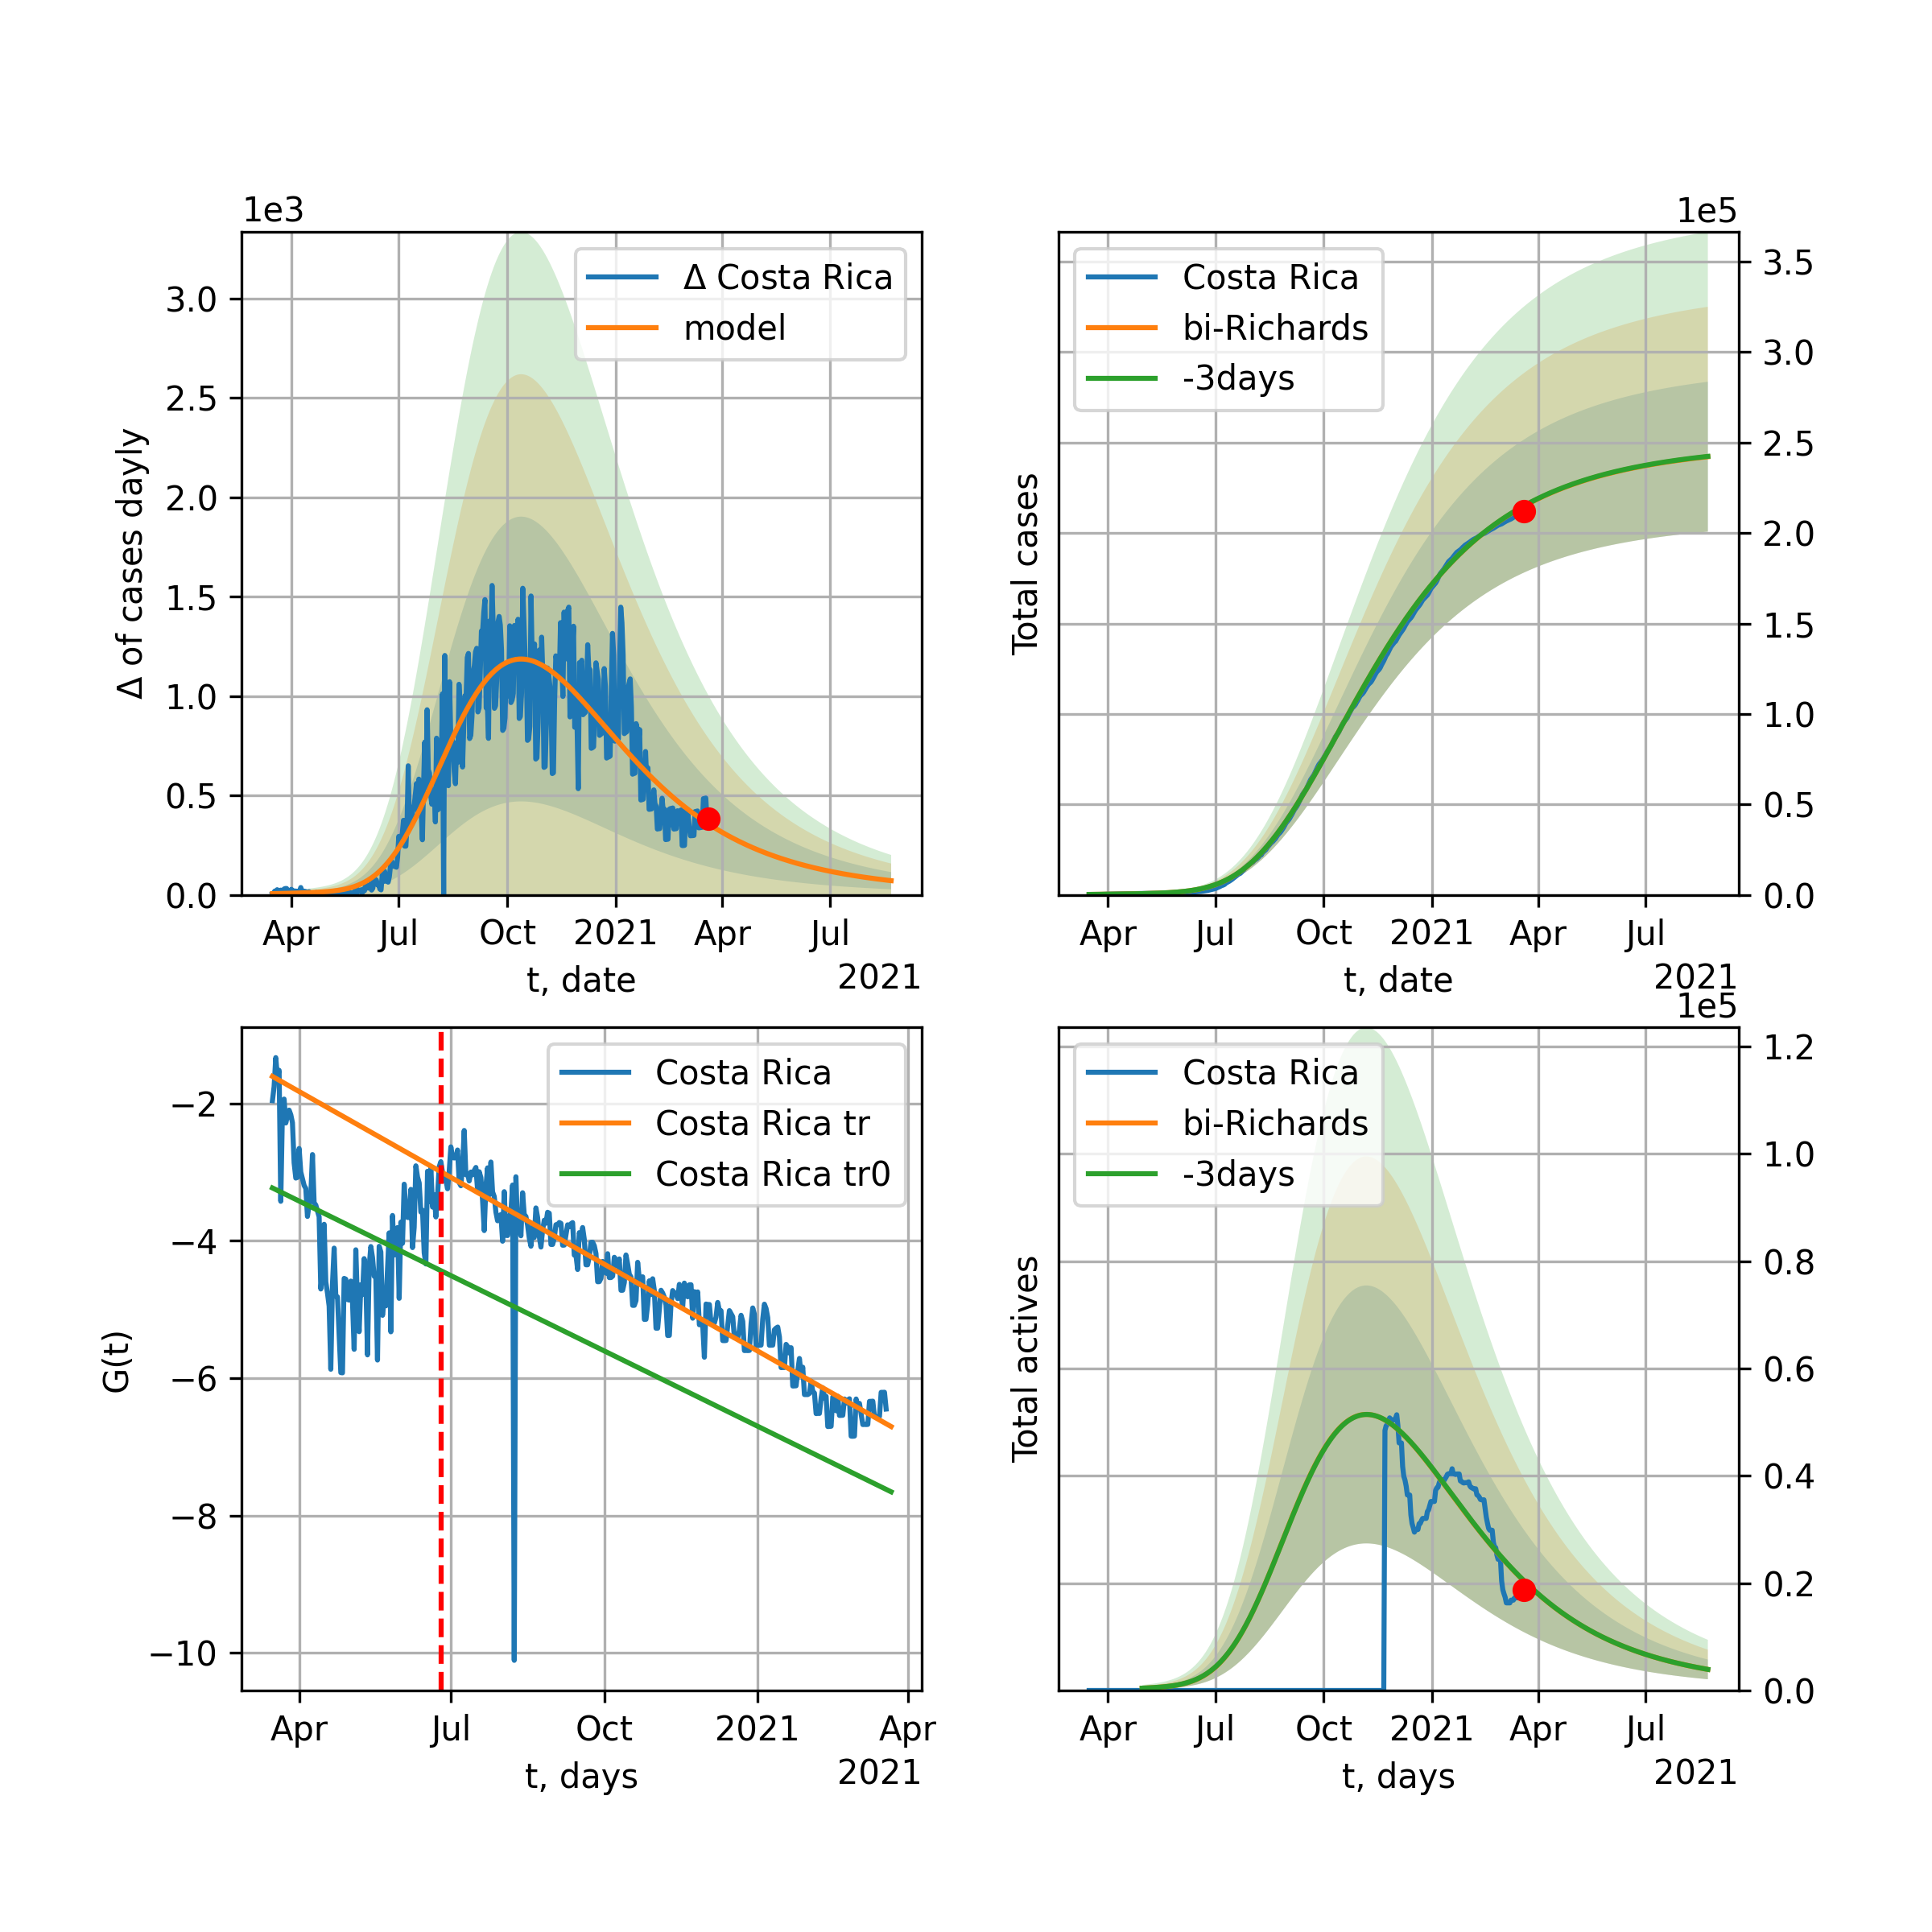 1e3
Δ of cases dayly
3.0
2.5
2.0
1.5
1.0
0.5
0.0
Δ Costa Rica
model
Apr Jul Oct 2021 Apr Jul
t, date
2021
1e5
Total cases
Costa Rica
bi-Richards
-3days
3.5
3.0
2.5
2.0
1.5
1.0
0.5
0.0
Apr Jul Oct 2021 Apr Jul
t, date
2021
G(t)
−2
−4
−6
−8
−10
Costa Rica
Costa Rica tr
Costa Rica tr0
Apr Jul Oct 2021 Apr
t, days
2021
1e5
Total actives
Costa Rica
bi-Richards
-3days
1.2
1.0
0.8
0.6
0.4
0.2
0.0
Apr Jul Oct 2021 Apr Jul
t, days
2021